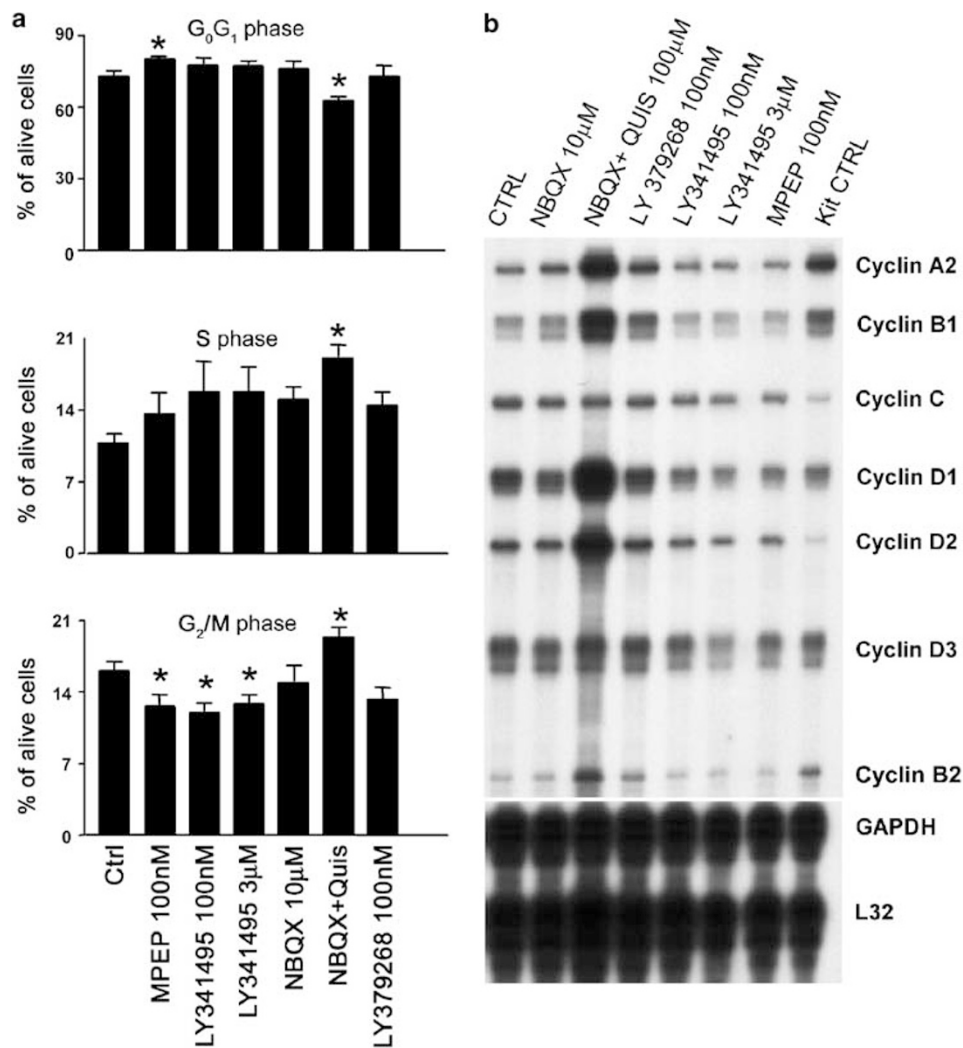 a
G0G1 phase
% of alive cells
90
60
30
0
*
*
S phase
% of alive cells
21
14
7
0
*
G2/M phase
% of alive cells
21
14
7
0
*
*
*
*
Ctrl
MPEP 100nM
LY341495 100nM
LY341495 3µM
NBQX 10µM
NBQX+Quis
LY379268 100nM
b
CTRL
NBQX 10µM
NBQX+ QUIS 100µM
LY 379268 100nM
LY341495 100nM
LY341495 3µM
MPEP 100nM
Kit CTRL
Cyclin A2
Cyclin B1
Cyclin C
Cyclin D1
Cyclin D2
Cyclin D3
Cyclin B2
GAPDH
L32